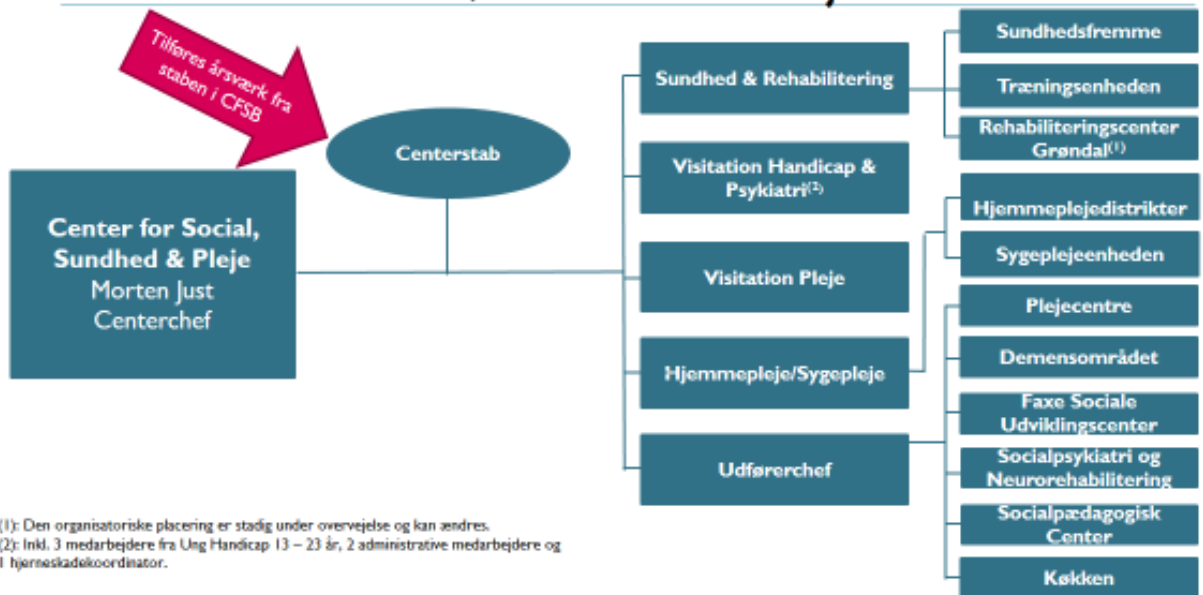 Tilføres årsværk fra
staben i CFSB
Centerstab
Center for Social,
Sundhed & Pleje
Morten Just
Centerchef
Sundhed & Rehabilitering
Visitation Handicap &
Psykiatri(2)
Visitation Pleje
Hjemmepleje/Sygepleje
Udførerchef
Sundhedsfremme
Træningsenheden
Rehabiliteringscenter
Grøndal(1)
Hjemmeplejedistrikter
Sygeplejeenheden
Plejecentre
Demensområdet
Faxe Sociale
Udviklingscenter
Socialpsykiatri og
Neurorehabilitering
Socialpædagogisk
Center
Køkken
(1): Den organisatoriske placering er stadig under overvejelse og kan ændres.
(2): Inkl. 3 medarbejdere fra Ung Handicap 13 – 23 år, 2 administrative medarbejdere og
1 hjerneskadekoordinator.